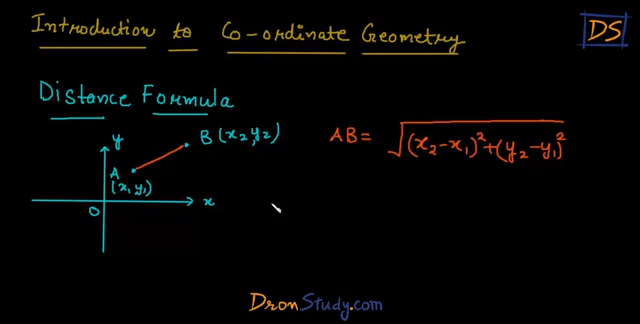 Introduction to Co-ordinate Geometry
DS
Distance Formula
y
B (x₂, y₂)
AB = √(x₂-x₁)²+(y₂-y₁)²
A
(x₁, y₁)
O
x
DronStudy.com